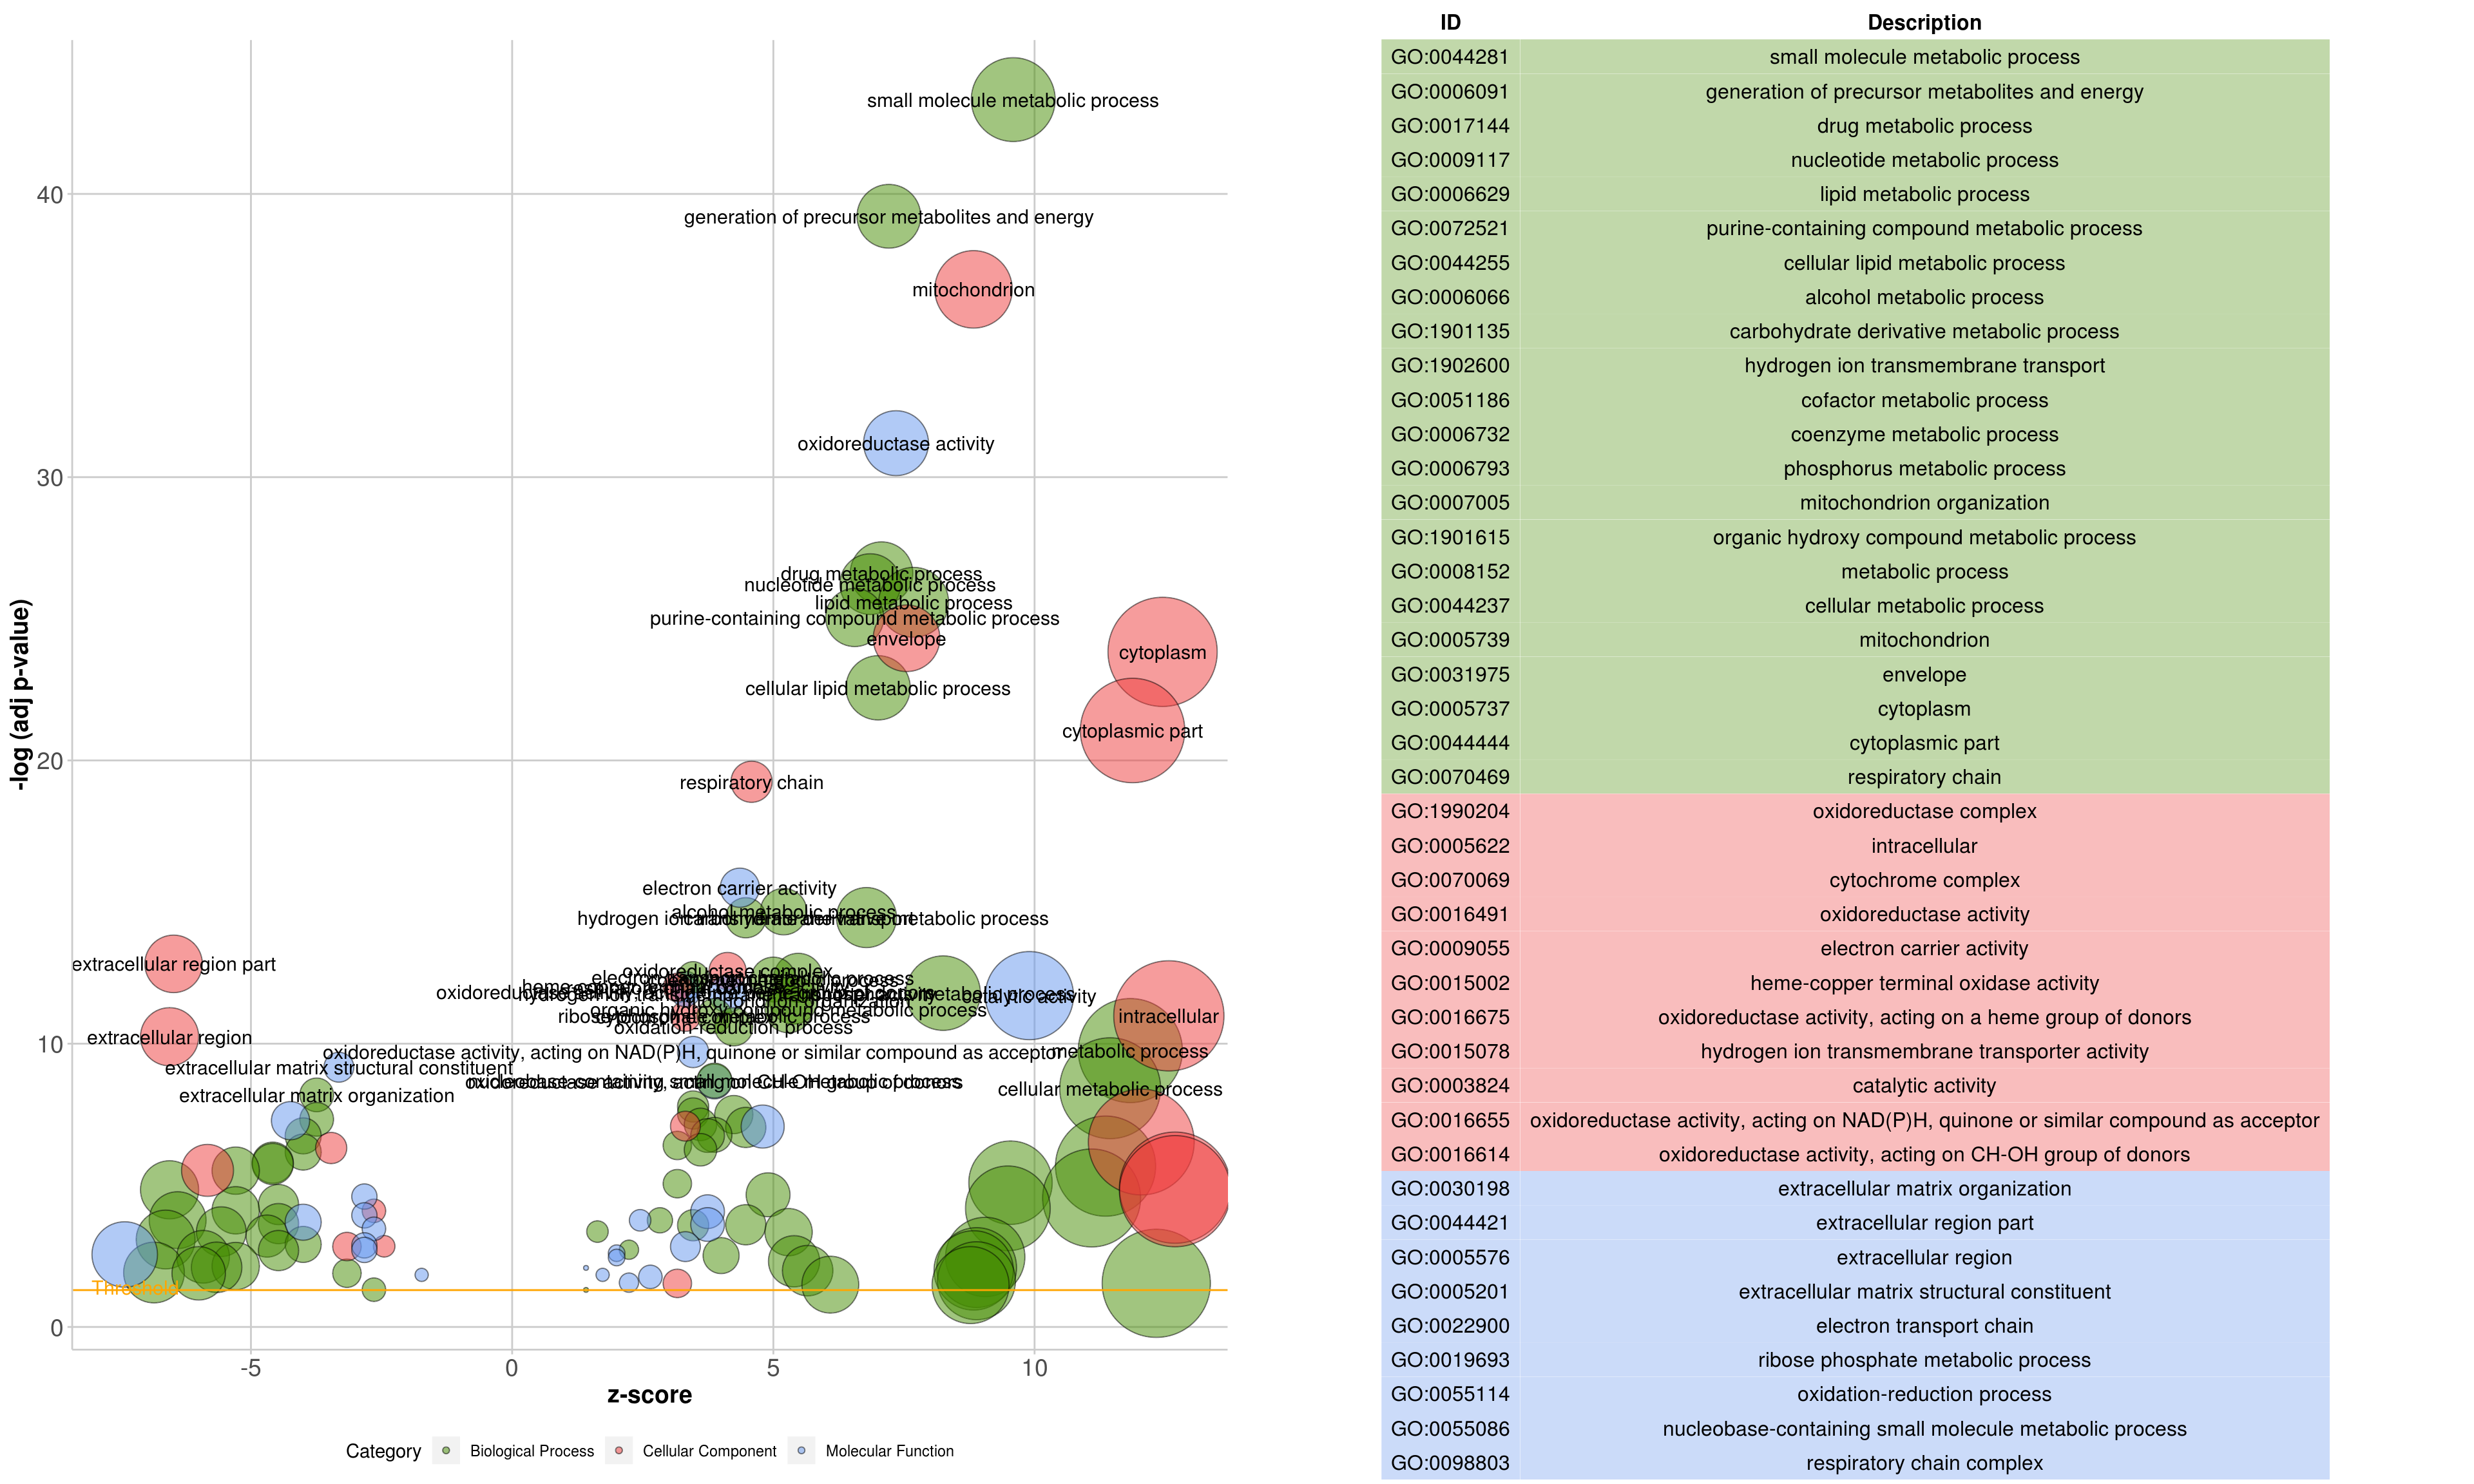 -log (adj p-value)
40
30
20
10
0
small molecule metabolic process
generation of precursor metabolites and energy
mitochondrion
oxidoreductase activity
drug metabolic process
nucleotide metabolic process
lipid metabolic process
purine-containing compound metabolic process
envelope
cytoplasm
cellular lipid metabolic process
cytoplasmic part
respiratory chain
electron carrier activity
alcohol metabolic process
extracellular region part
oxidoreductase complex
catalytic activity
mitochondrion organization
organic hydroxy compound metabolic process
intracellular
oxidation-reduction process
extracellular region
oxidoreductase activity, acting on NAD(P)H, quinone or similar compound as acceptor
metabolic process
extracellular matrix structural constituent
cellular metabolic process
extracellular matrix organization
Threshold
-5
0
5
10
z-score
Category
Biological Process
Cellular Component
Molecular Function
ID Description
GO:0044281 small molecule metabolic process
GO:0006091 generation of precursor metabolites and energy
GO:0017144 drug metabolic process
GO:0009117 nucleotide metabolic process
GO:0006629 lipid metabolic process
GO:0072521 purine-containing compound metabolic process
GO:0044255 cellular lipid metabolic process
GO:0006066 alcohol metabolic process
GO:1901135 carbohydrate derivative metabolic process
GO:1902600 hydrogen ion transmembrane transport
GO:0051186 cofactor metabolic process
GO:0006732 coenzyme metabolic process
GO:0006793 phosphorus metabolic process
GO:0007005 mitochondrion organization
GO:1901615 organic hydroxy compound metabolic process
GO:0008152 metabolic process
GO:0044237 cellular metabolic process
GO:0005739 mitochondrion
GO:0031975 envelope
GO:0005737 cytoplasm
GO:0044444 cytoplasmic part
GO:0070469 respiratory chain
GO:1990204 oxidoreductase complex
GO:0005622 intracellular
GO:0070069 cytochrome complex
GO:0016491 oxidoreductase activity
GO:0009055 electron carrier activity
GO:0015002 heme-copper terminal oxidase activity
GO:0016675 oxidoreductase activity, acting on a heme group of donors
GO:0015078 hydrogen ion transmembrane transporter activity
GO:0003824 catalytic activity
GO:0016655 oxidoreductase activity, acting on NAD(P)H, quinone or similar compound as acceptor
GO:0016614 oxidoreductase activity, acting on CH-OH group of donors
GO:0030198 extracellular matrix organization
GO:0044421 extracellular region part
GO:0005576 extracellular region
GO:0005201 extracellular matrix structural constituent
GO:0022900 electron transport chain
GO:0019693 ribose phosphate metabolic process
GO:0055114 oxidation-reduction process
GO:0055086 nucleobase-containing small molecule metabolic process
GO:0098803 respiratory chain complex